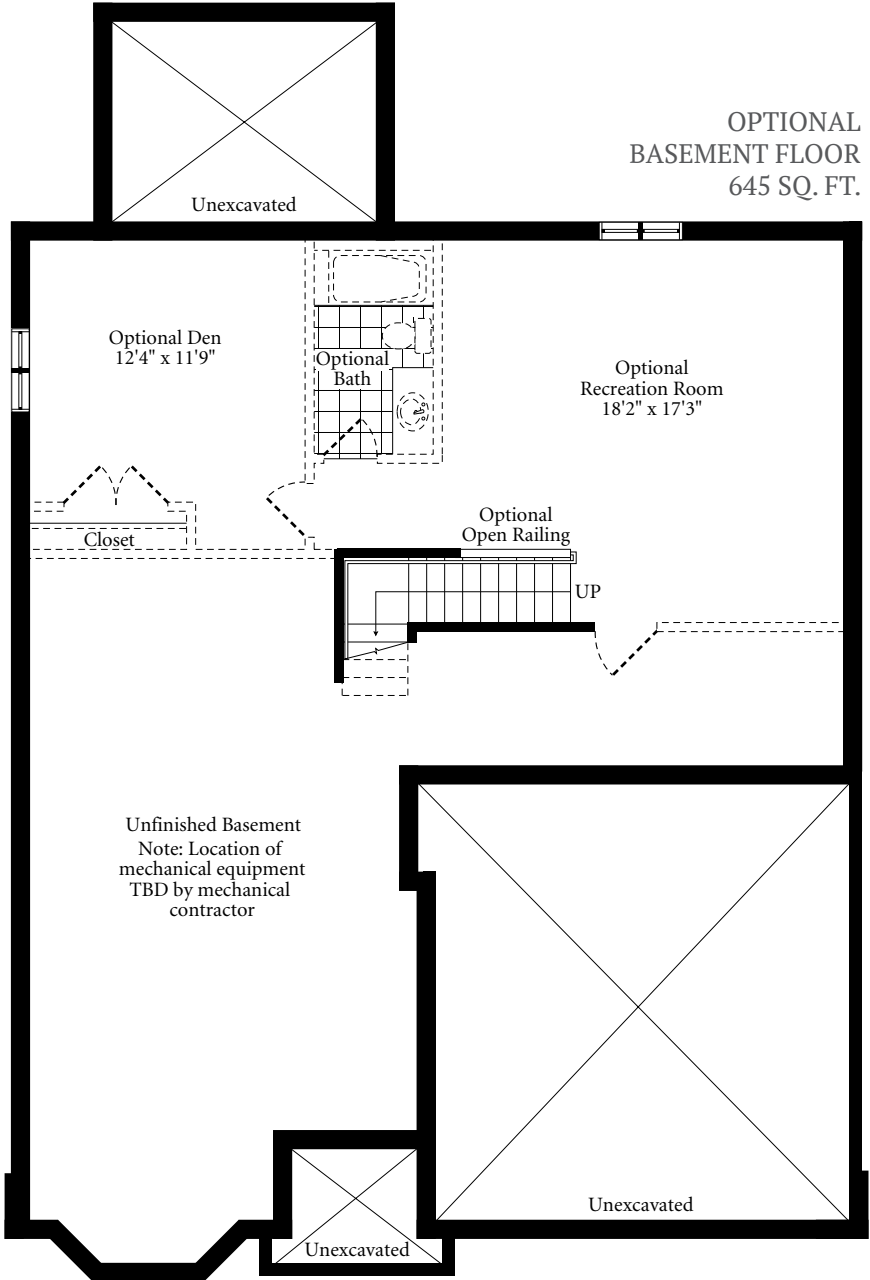 OPTIONAL
BASEMENT FLOOR
645 SQ. FT.
Unexcavated
Optional Den
12'4" x 11'9"
Optional
Bath
Optional
Recreation Room
18'2" x 17'3"
Closet
Optional
Open Railing
UP
Unfinished Basement
Note: Location of
mechanical equipment
TBD by mechanical
contractor
Unexcavated
Unexcavated